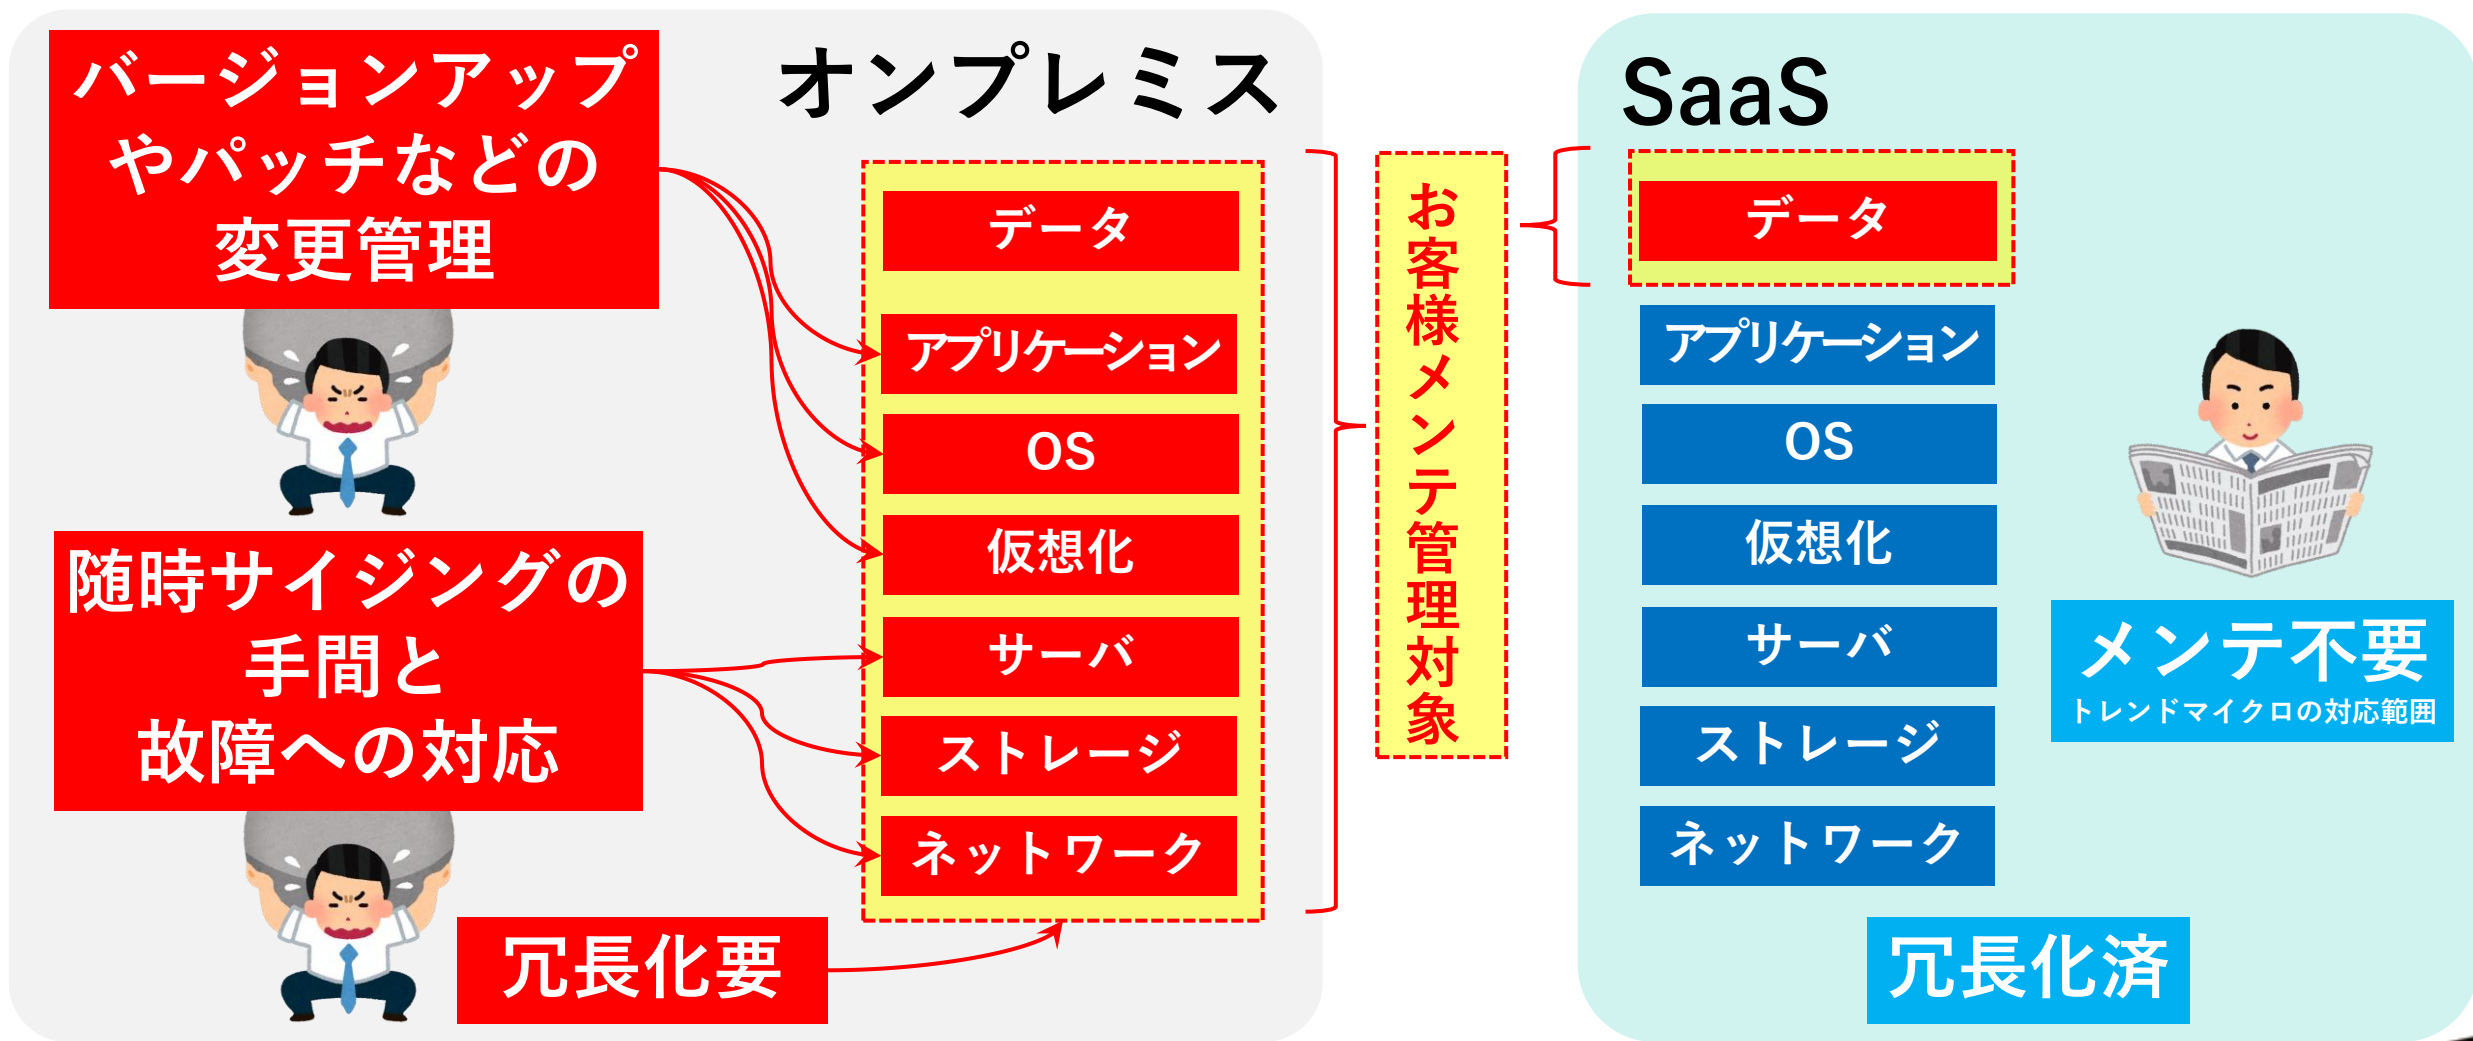 バージョンアップ
やパッチなどの
変更管理
随時サイジングの
手間と
故障への対応
冗長化要
オンプレミス
データ
アプリケーション
OS
仮想化
サーバ
ストレージ
ネットワーク
お客様メンテ管理対象
SaaS
データ
アプリケーション
OS
仮想化
サーバ
ストレージ
ネットワーク
メンテ不要
トレンドマイクロの対応範囲
冗長化済